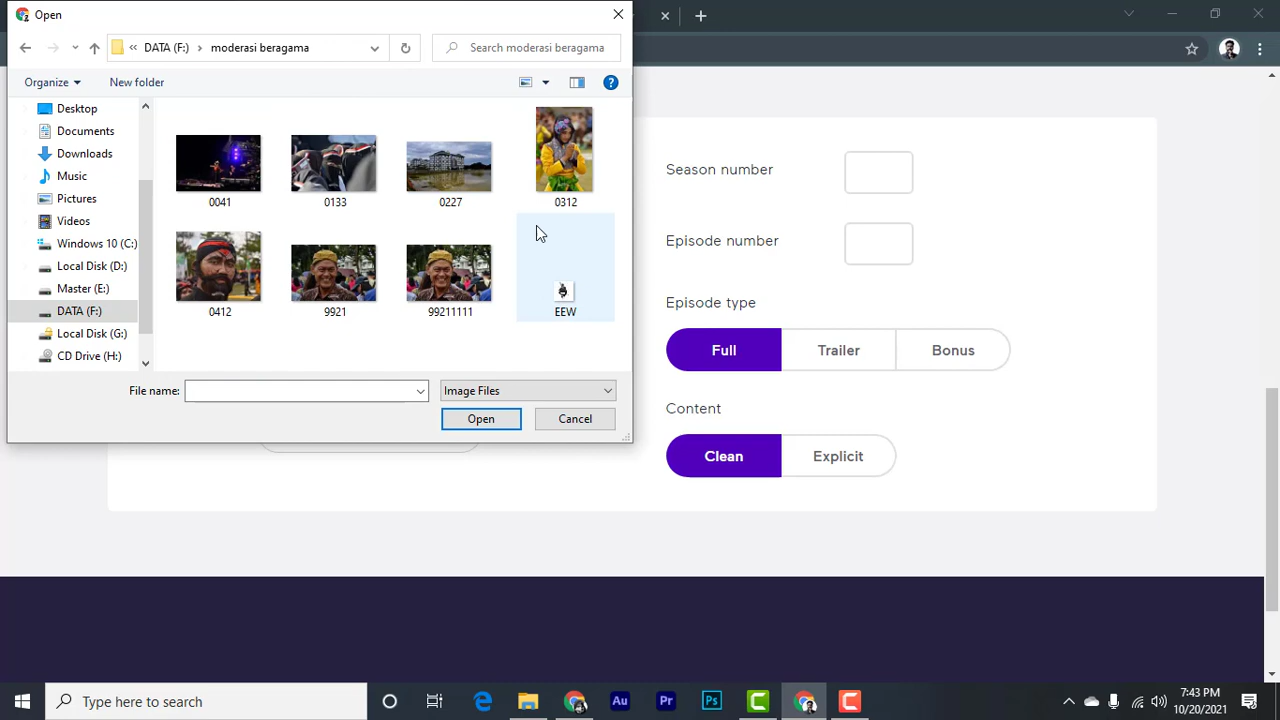 Open
DATA (F:)
moderasi beragama
Search moderasi beragama
Organize
New folder
Desktop
Documents
Downloads
Music
Pictures
Videos
Windows 10 (C:)
Local Disk (D:)
Master (E:)
DATA (F:)
Local Disk (G:)
CD Drive (H:)
0041
0133
0227
0312
0412
9921
99211111
EEW
File name:
Image Files
Open
Cancel
Season number
Episode number
Episode type
Full
Trailer
Bonus
Content
Clean
Explicit
Type here to search
Au
Pr
Ps
7:43 PM
10/20/2021